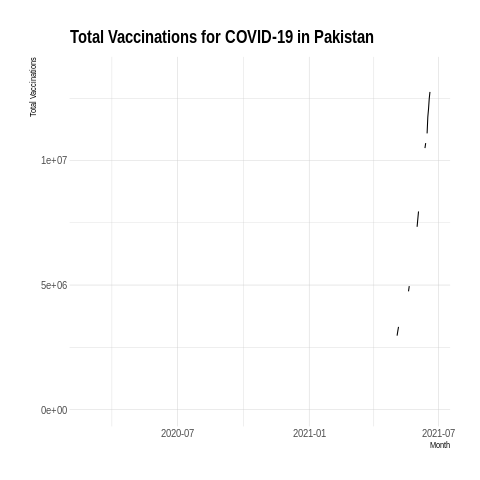 Total Vaccinations for COVID-19 in Pakistan
Total Vaccinations
1e+07
5e+06
0e+00
2020-07 2021-01 2021-07
Month